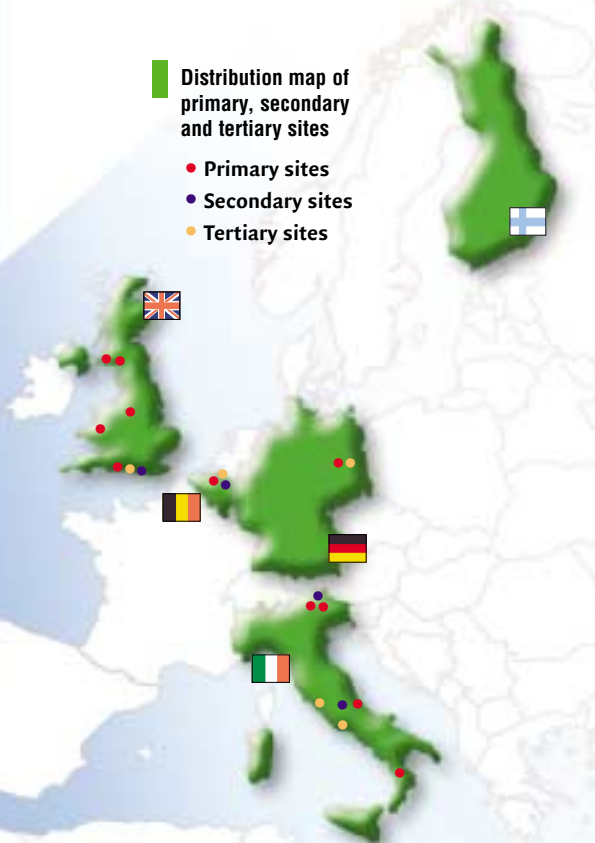 Distribution map of
primary, secondary
and tertiary sites
Primary sites
Secondary sites
Tertiary sites